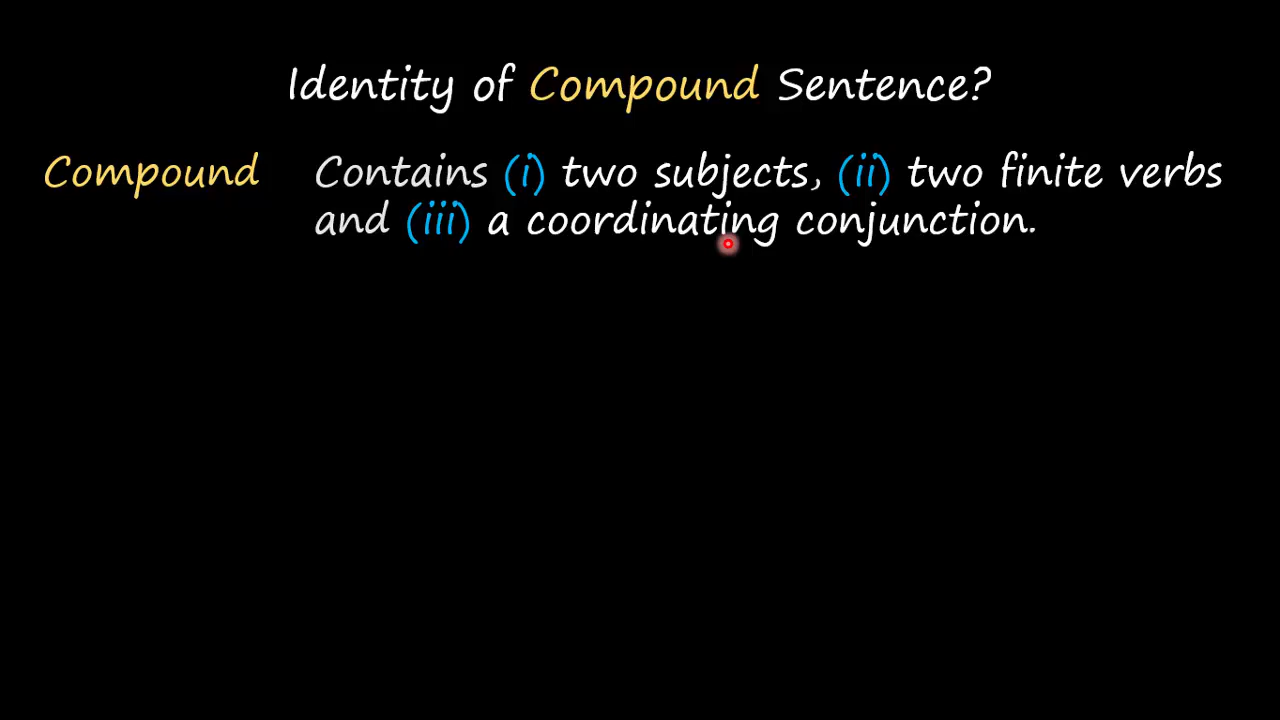 Identity of Compound Sentence?
Compound Contains (i) two subjects, (ii) two finite verbs
and (iii) a coordinating conjunction.